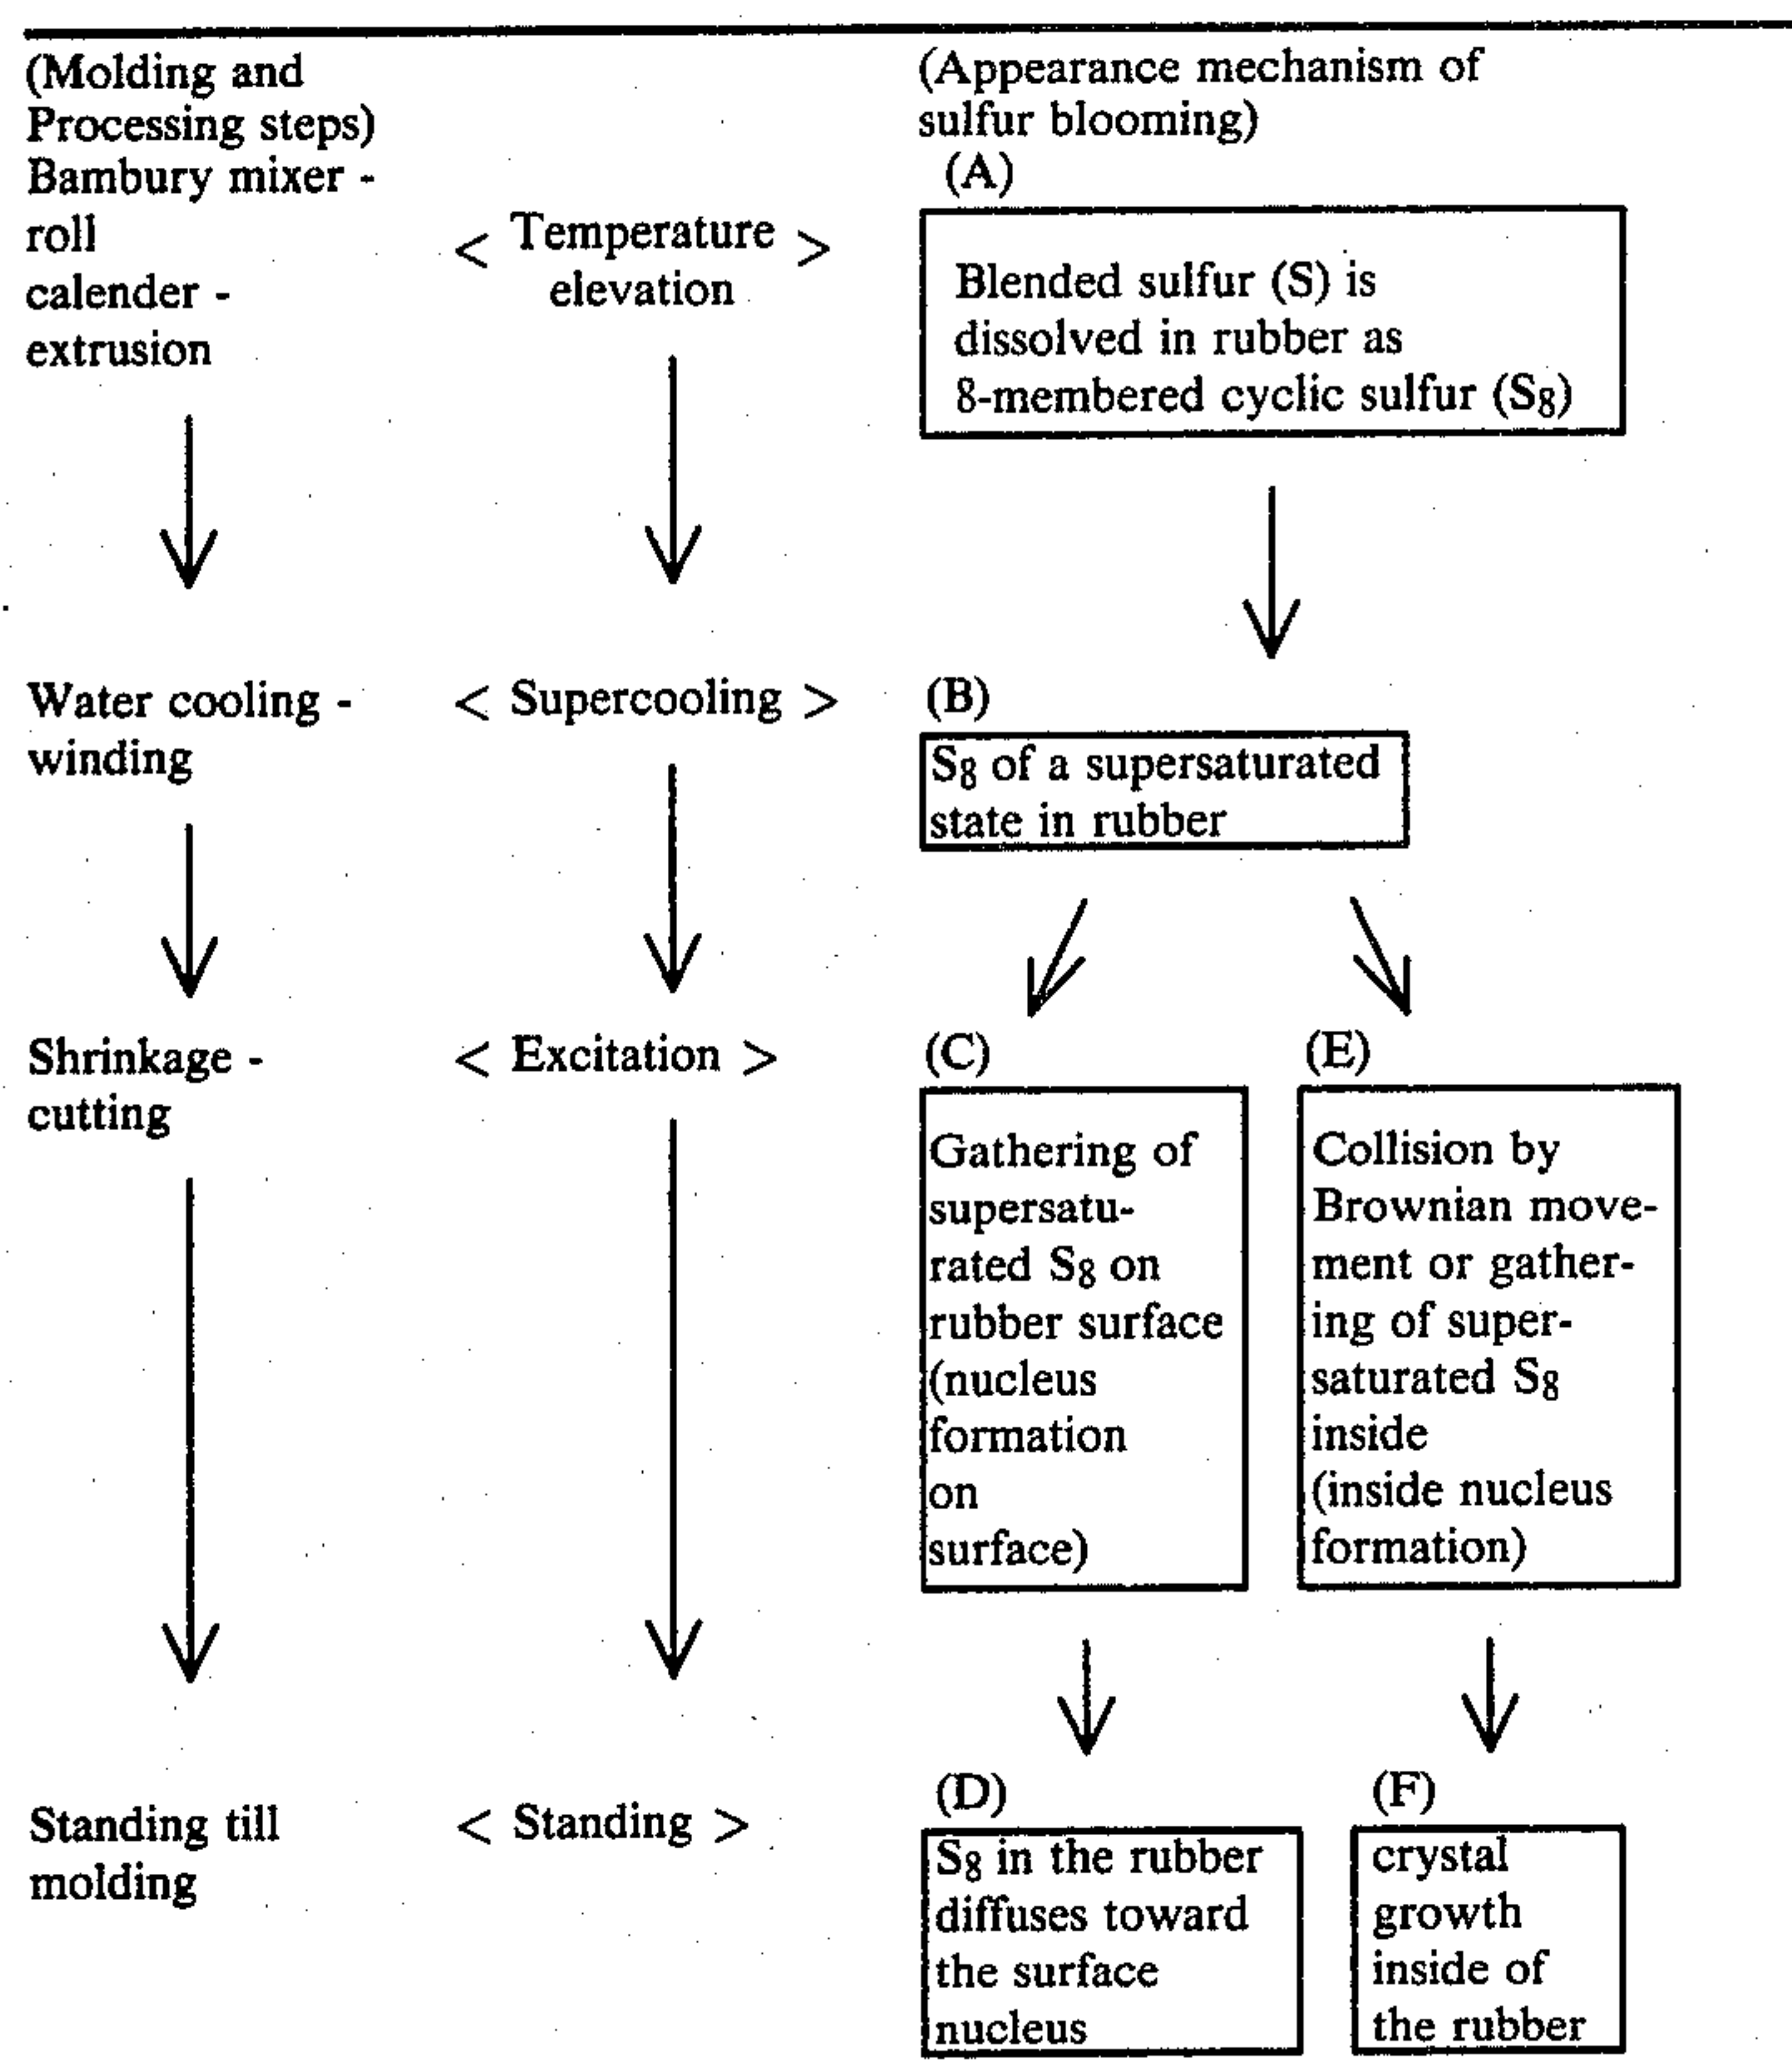 (Molding and
Processing steps)
Bambury mixer -
roll
calender -
extrusion
< Temperature >
elevation
(Appearance mechanism of
sulfur blooming)
(A)
Blended sulfur (S) is
dissolved in rubber as
8-membered cyclic sulfur (S8)
Water cooling -
winding
< Supercooling >
(B)
S8 of a supersaturated
state in rubber
Shrinkage -
cutting
< Excitation >
(C)
Gathering of
supersatu-
rated S8 on
rubber surface
(nucleus
formation
on
surface)
(E)
Collision by
Brownian move-
ment or gather-
ing of super-
saturated S8
inside
(inside nucleus
formation)
Standing till
molding
< Standing >
(D)
S8 in the rubber
diffuses toward
the surface
nucleus
(F)
crystal
growth
inside of
the rubber